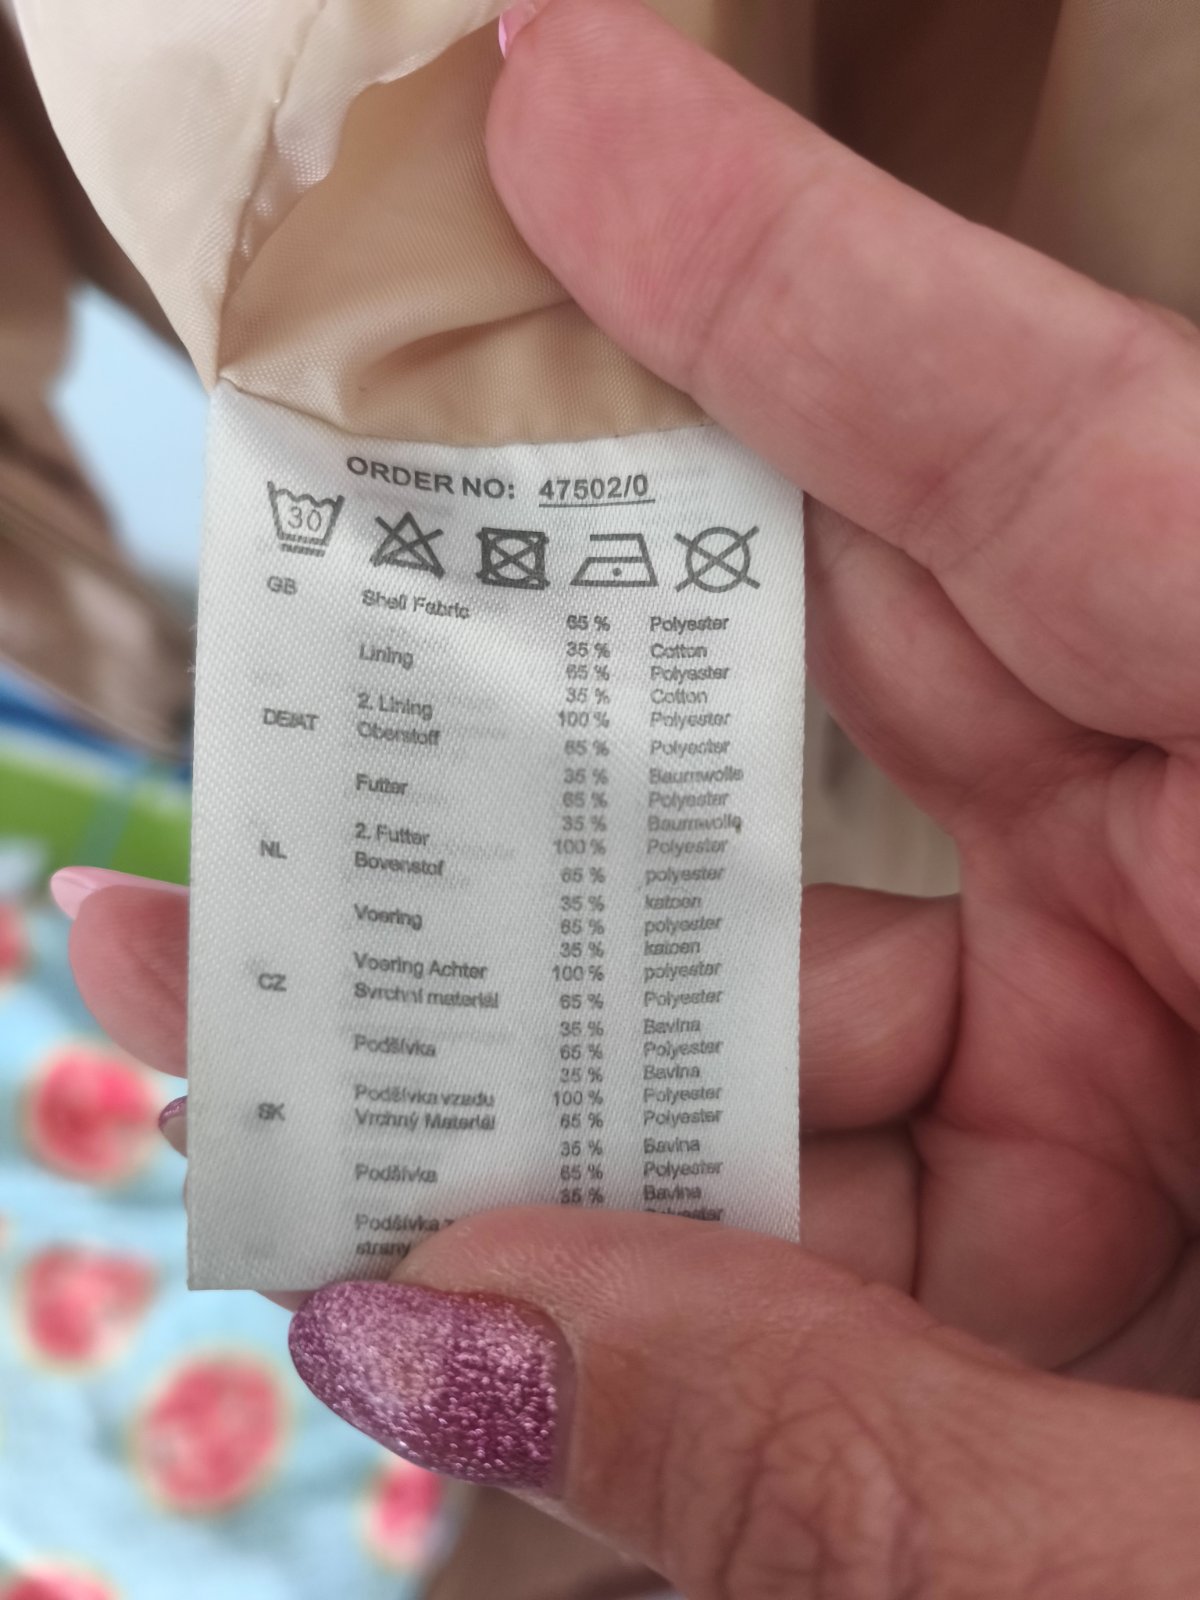 ORDER NO: 47502/0
30
GB Shell Fabric 65 % Polyester
35 % Cotton
Lining 65 % Polyester
35 % Cotton
2. Lining 100 % Polyester
DE/AT Oberstoff 65 % Polyester
35 % Baumwolle
Futter 65 % Polyester
35 % Baumwolle
2. Futter 100 % Polyester
NL Bovenstof 65 % polyester
35 % katoen
Voering 65 % polyester
35 % katoen
Voering Achter 100 % polyester
CZ Svrchní materiál 65 % Polyester
35 % Bavlna
Podšívka 65 % Polyester
35 % Bavlna
Podšívka vzadu 100 % Polyester
SK Vrchný Materiál 65 % Polyester
35 % Bavlna
Podšívka 65 % Polyester
35 % Bavlna
Podšívka Polyester
strany